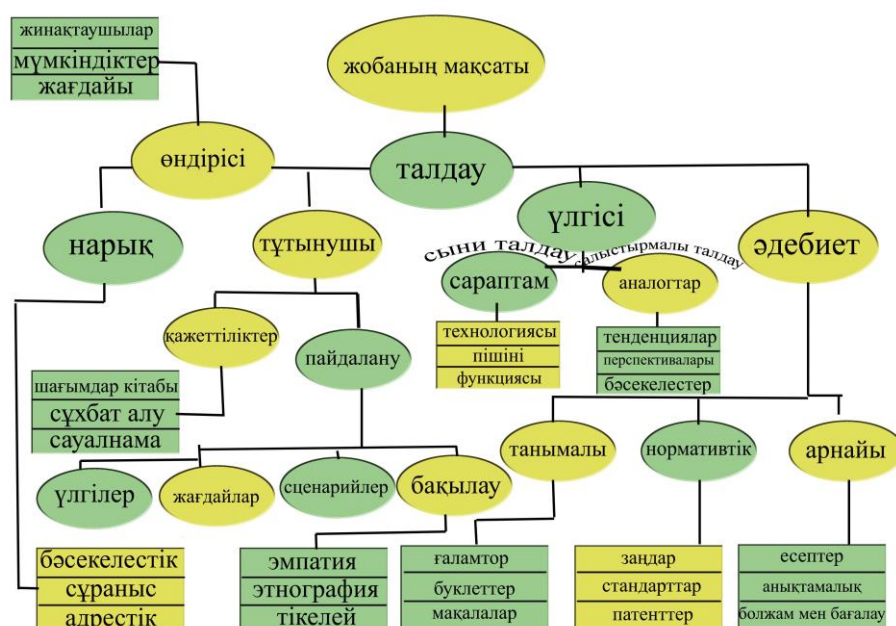 жинақтаушылар
мүмкіндіктер
жағдайы
жобаның мақсаты
өндірісі
талдау
үлгісі
нарық
тұтынушы
әдебиет
сыни талдау
салыстырмалы талдау
сараптам
аналогтар
қажеттіліктер
пайдалану
технологиясы
пішіні
функциясы
тенденциялар
перспективалары
бәсекелестер
шағымдар кітабы
сұхбат алу
сауалнама
танымалы
нормативтік
арнайы
үлгілер
жағдайлар
сценарийлер
бақылау
бәсекелестік
сұраныс
адрестік
эмпатия
этнография
тікелей
ғаламтор
буклеттер
мақалалар
заңдар
стандарттар
патенттер
есептер
анықтамалық
болжам мен бағалау